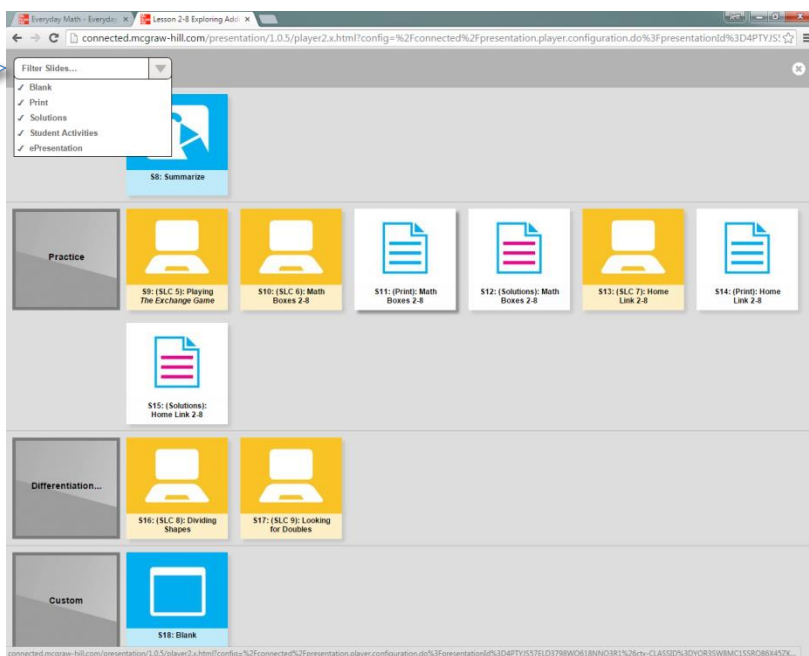 Everyday Math - Everyday
Lesson 2-8 Exploring Addi
connected.mcgraw-hill.com/presentation/1.0.5/player2.x.html?config=%2Fconnected%2Fpresentation.player.configuration.do%3FpresentationId%3D4PTYJS
Filter Slides...
✓ Blank
✓ Print
✓ Solutions
✓ Student Activities
✓ ePresentation
S8: Summarize
Practice
S9: (SLC 5): Playing
The Exchange Game
S10: (SLC 6): Math
Boxes 2-8
S11: (Print): Math
Boxes 2-8
S12: (Solutions): Math
Boxes 2-8
S13: (SLC 7): Home
Link 2-8
S14: (Print): Home
Link 2-8
S15: (Solutions):
Home Link 2-8
Differentiation...
S16: (SLC 8): Dividing
Shapes
S17: (SLC 9): Looking
for Doubles
Custom
S18: Blank